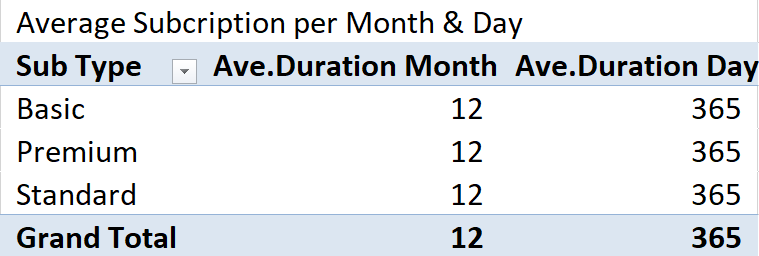 Average Subcription per Month & Day
Sub Type Ave.Duration Month Ave.Duration Day
Basic 12 365
Premium 12 365
Standard 12 365
Grand Total 12 365